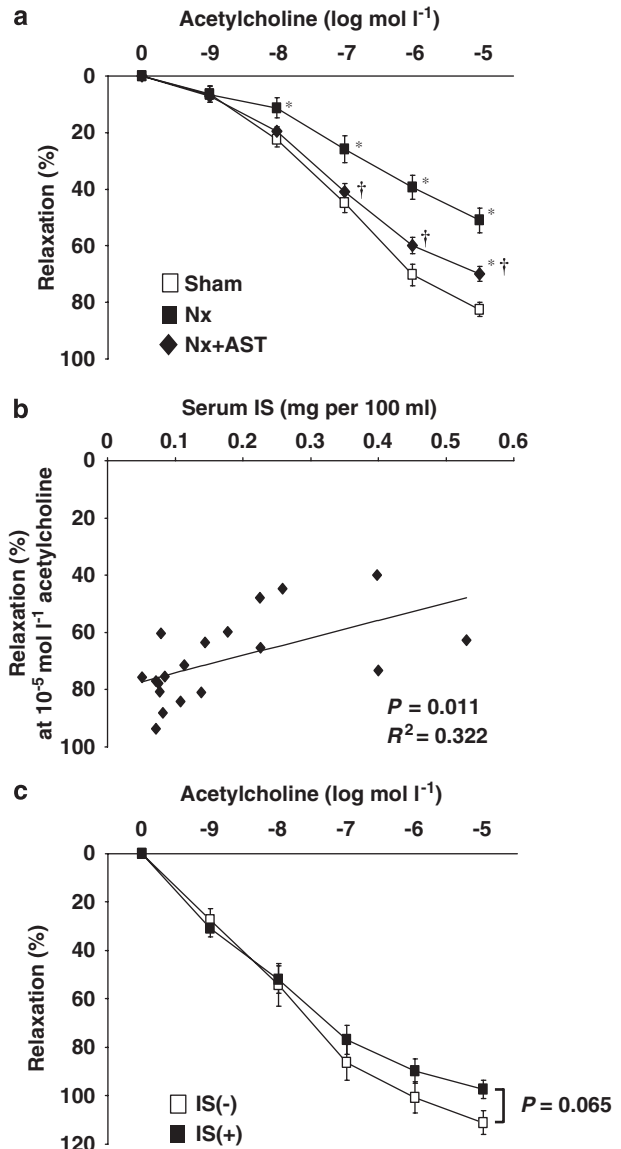 a
Acetylcholine (log mol l-1)
0 -9 -8 -7 -6 -5
0
20
40
60
80
100
Relaxation (%)
* * * *
† † * †
Sham
Nx
Nx+AST
b
Serum IS (mg per 100 ml)
0 0.1 0.2 0.3 0.4 0.5 0.6
0
20
40
60
80
100
Relaxation (%)
at 10-5 mol l-1 acetylcholine
P = 0.011
R2 = 0.322
c
Acetylcholine (log mol l-1)
0 -9 -8 -7 -6 -5
0
20
40
60
80
100
120
Relaxation (%)
IS(-)
IS(+)
P = 0.065